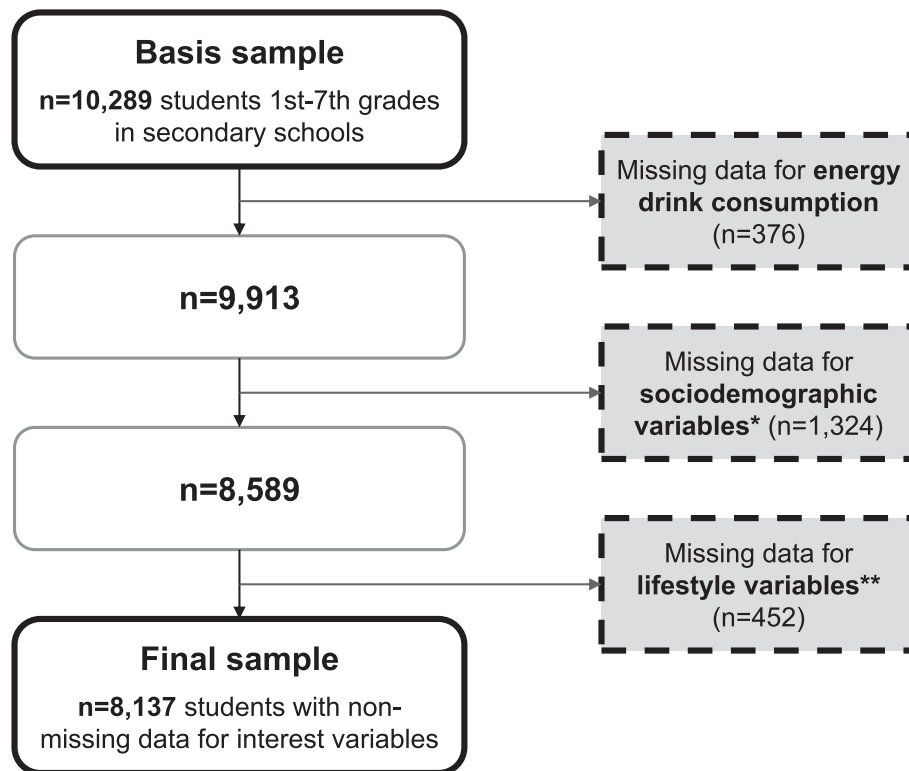 Basis sample
n=10,289 students 1st-7th grades
in secondary schools
Missing data for energy
drink consumption
(n=376)
n=9,913
Missing data for
sociodemographic
variables* (n=1,324)
n=8,589
Missing data for
lifestyle variables**
(n=452)
Final sample
n=8,137 students with non-
missing data for interest variables